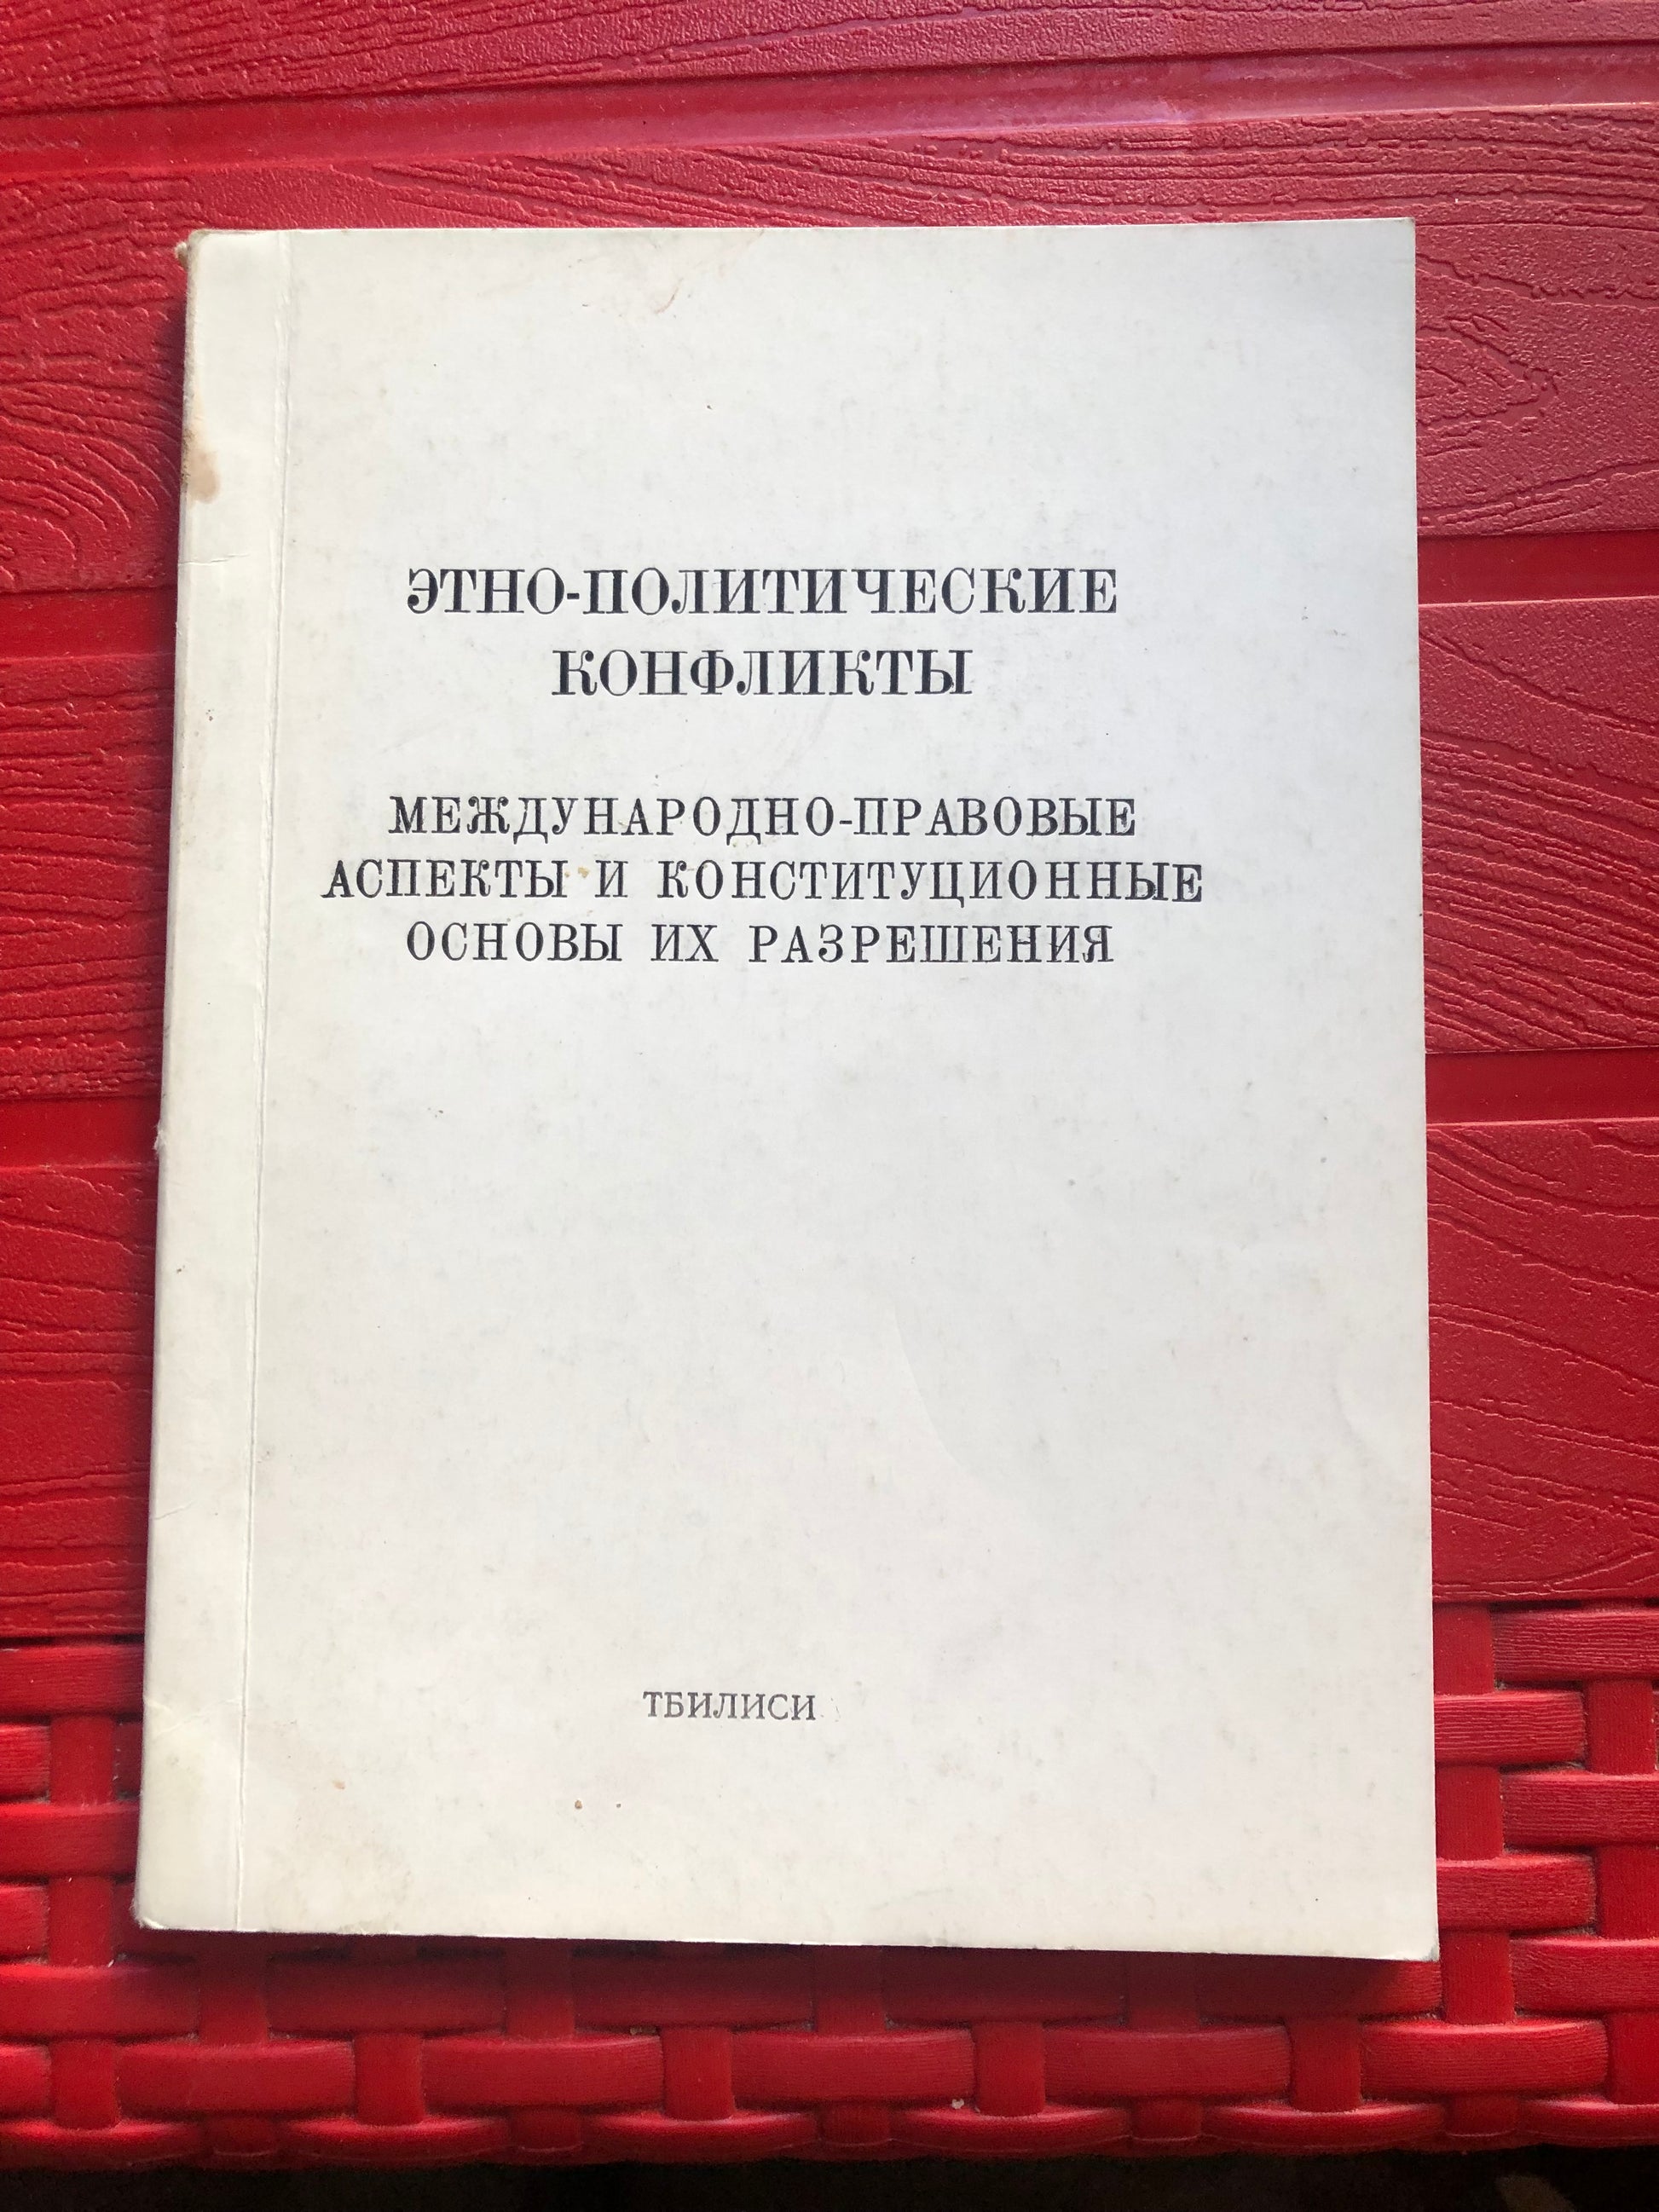 ЭТНО-ПОЛИТИЧЕСКИЕ
КОНФЛИКТЫ
МЕЖДУНАРОДНО-ПРАВОВЫЕ
АСПЕКТЫ И КОНСТИТУЦИОННЫЕ
ОСНОВЫ ИХ РАЗРЕШЕНИЯ
ТБИЛИСИ